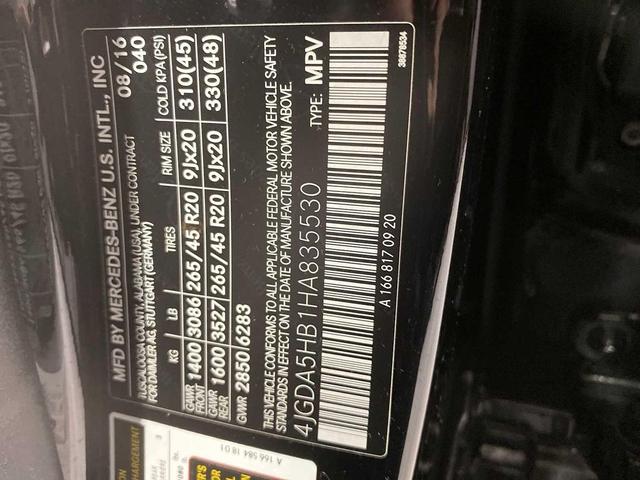 MFD BY MERCEDES-BENZ U.S. INTL., INC
TUSCALOOSA COUNTY, ALABAMA (USA), UNDER CONTRACT 08/16
FOR DAIMLER AG, STUTTGART (GERMANY) 040
KG LB TIRES RIM SIZE COLD KPA (PSI)
GAWR FRONT 1400 3086 265/45 R20 9Jx20 310(45)
GAWR REAR 1600 3527 265/45 R20 9Jx20 330(48)
GVWR 2850 6283
THIS VEHICLE CONFORMS TO ALL APPLICABLE FEDERAL MOTOR VEHICLE SAFETY
STANDARDS IN EFFECT ON THE DATE OF MANUFACTURE SHOWN ABOVE.
4JGDA5HB1HA835530 TYPE: MPV
A 166 817 09 20
38678534
A 166 584 18 01
CHARGEMENT